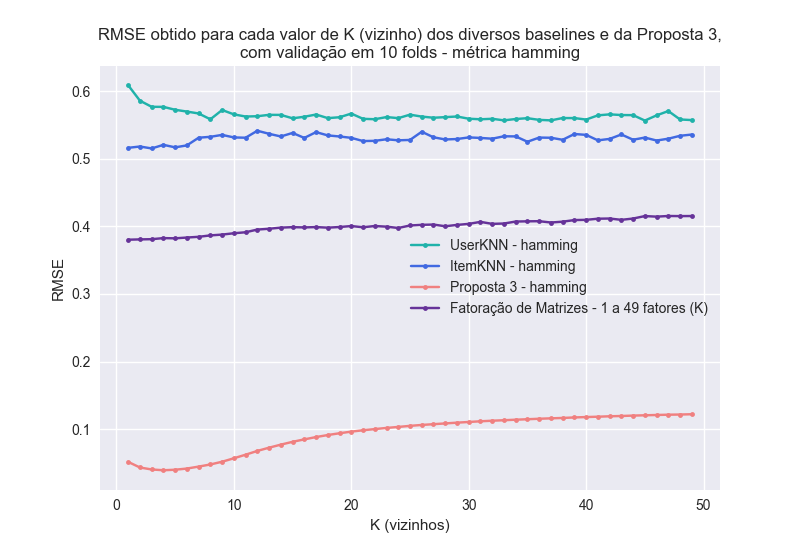 RMSE obtido para cada valor de K (vizinho) dos diversos baselines e da Proposta 3,
com validação em 10 folds - métrica hamming
0.6
0.5
0.4
0.3
0.2
0.1
RMSE
UserKNN - hamming
ItemKNN - hamming
Proposta 3 - hamming
Fatoração de Matrizes - 1 a 49 fatores (K)
0
10
20
30
40
50
K (vizinhos)